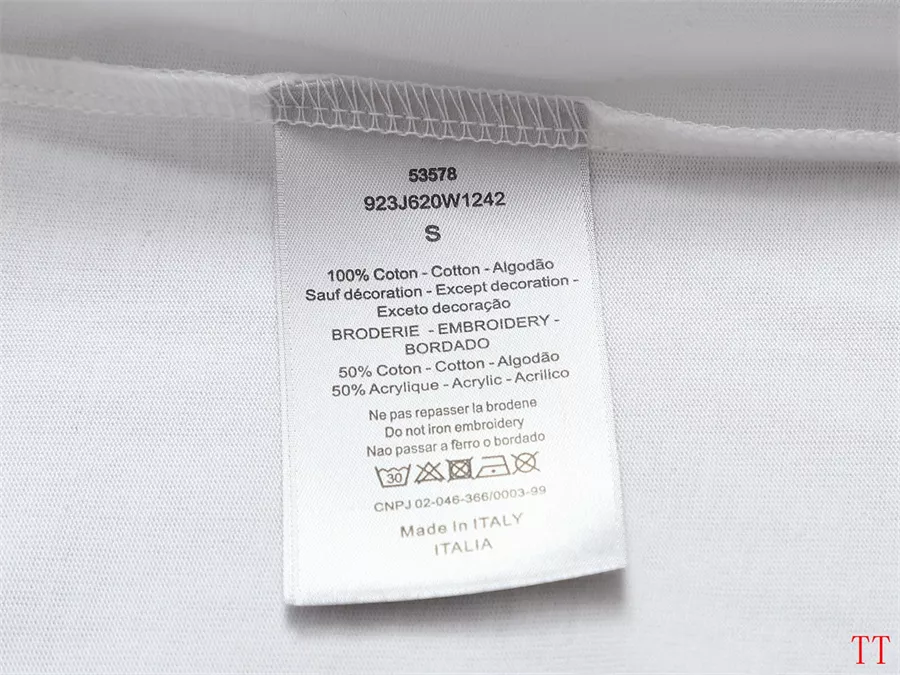 53578
923J620W1242
S
100% Coton - Cotton - Algodão
Sauf décoration - Except decoration -
Exceto decoração
BRODERIE - EMBROIDERY -
BORDADO
50% Coton - Cotton - Algodão
50% Acrylique - Acrylic - Acrilico
Ne pas repasser la brodene
Do not iron embroidery
Nao passar a ferro o bordado
30
CNPJ 02-046-366/0003-99
Made In ITALY
ITALIA
TT